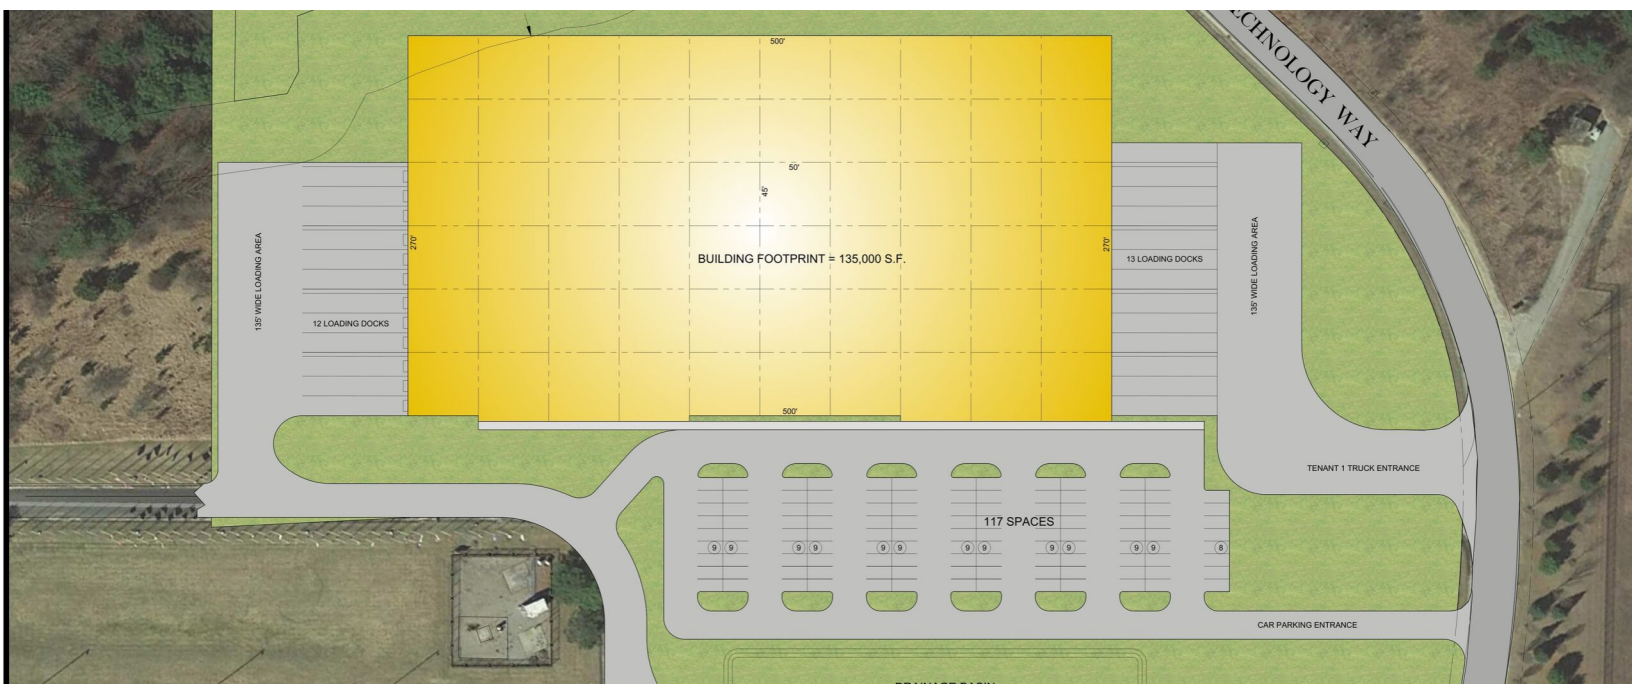 500'
ECHNOLOGY WAY
50'
45'
270'
270'
135' WIDE LOADING AREA
135' WIDE LOADING AREA
BUILDING FOOTPRINT = 135,000 S.F.
13 LOADING DOCKS
12 LOADING DOCKS
500'
TENANT 1 TRUCK ENTRANCE
117 SPACES
9 9 9 9 9 9 9 9 9 9 9 9 8
CAR PARKING ENTRANCE
DRAINAGE BASIN